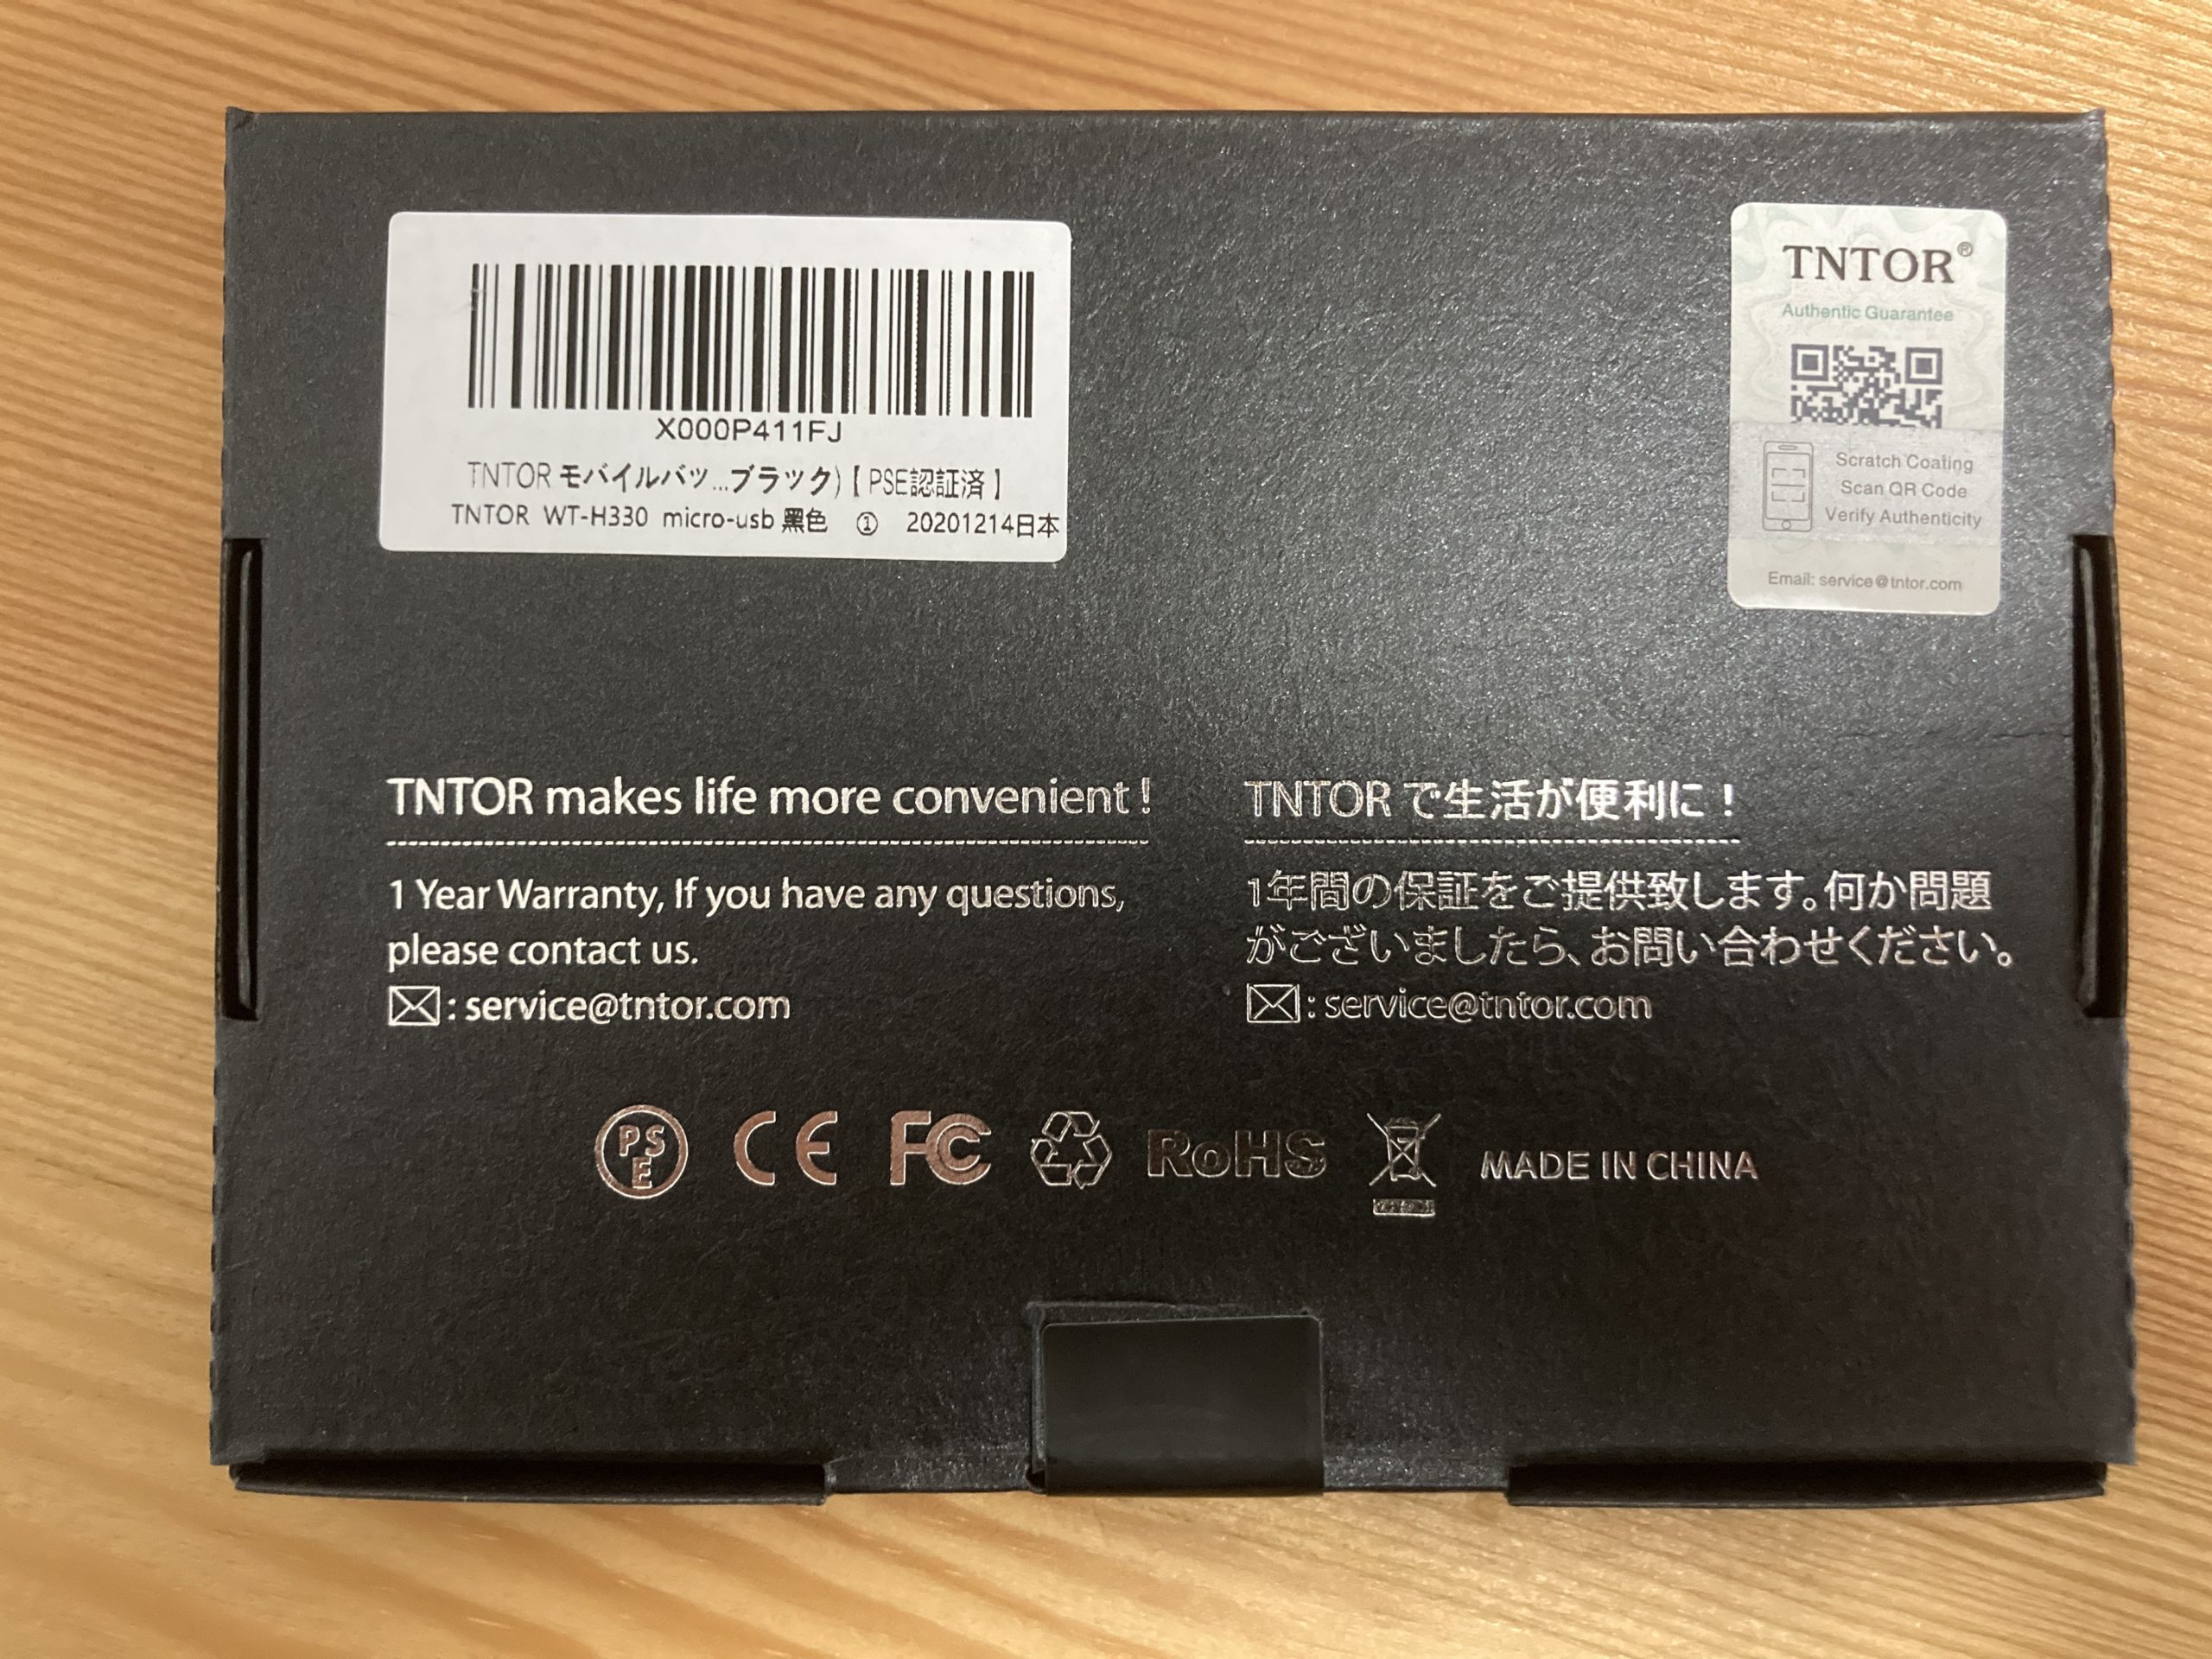 X000P411FJ
TNTOR モバイルバッ...ブラック)【 PSE認証済 】
TNTOR WT-H330 micro-usb 黑色 ① 20201214日本
TNTOR®
Authentic Guarantee
Scratch Coating
Scan QR Code
Verify Authenticity
Email: service@tntor.com
TNTOR makes life more convenient !
1 Year Warranty, If you have any questions,
please contact us.
: service@tntor.com
TNTOR で生活が便利に！
1年間の保証をご提供致します。何か問題
がございましたら、お問い合わせください。
: service@tntor.com
PSE CE FC RoHS MADE IN CHINA